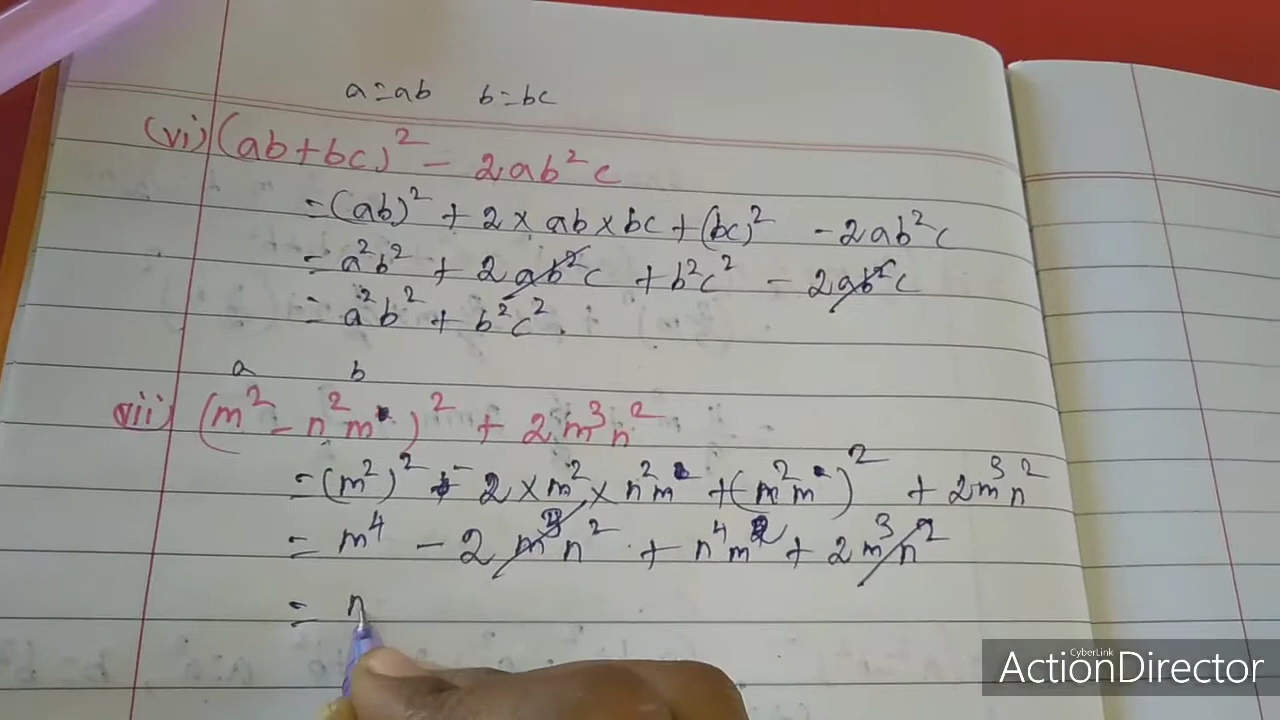 a=ab b=bc
(vi) (ab+bc)² - 2ab²c
=(ab)² + 2 × ab × bc + (bc)² - 2ab²c
= a²b² + 2ab²c + b²c² - 2ab²c
= a²b² + b²c².
a b
vii) (m² - n²m)² + 2m³n²
=(m²)² - 2 × m² × n²m + (m²m)² + 2m³n²
= m⁴ - 2m³n² + n⁴m² + 2m³n²
= n
CyberLink
ActionDirector